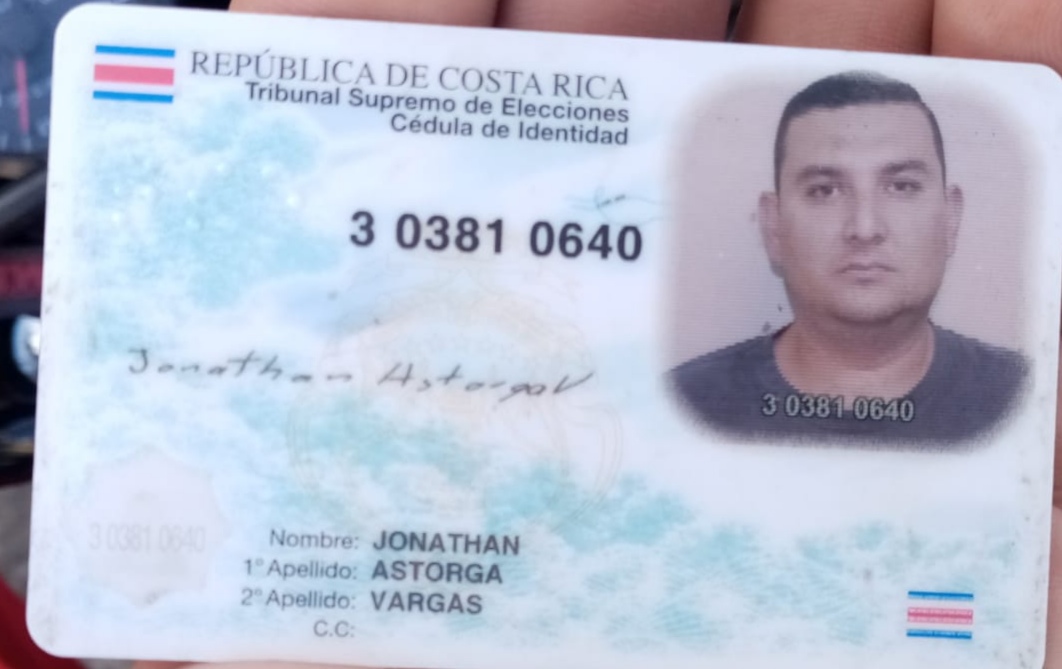 REPÚBLICA DE COSTA RICA
Tribunal Supremo de Elecciones
Cédula de Identidad
3 0381 0640
Jonathan Astorga V
3 0381 0640
3 0381 0640
Nombre: JONATHAN
1° Apellido: ASTORGA
2° Apellido: VARGAS
C.C: